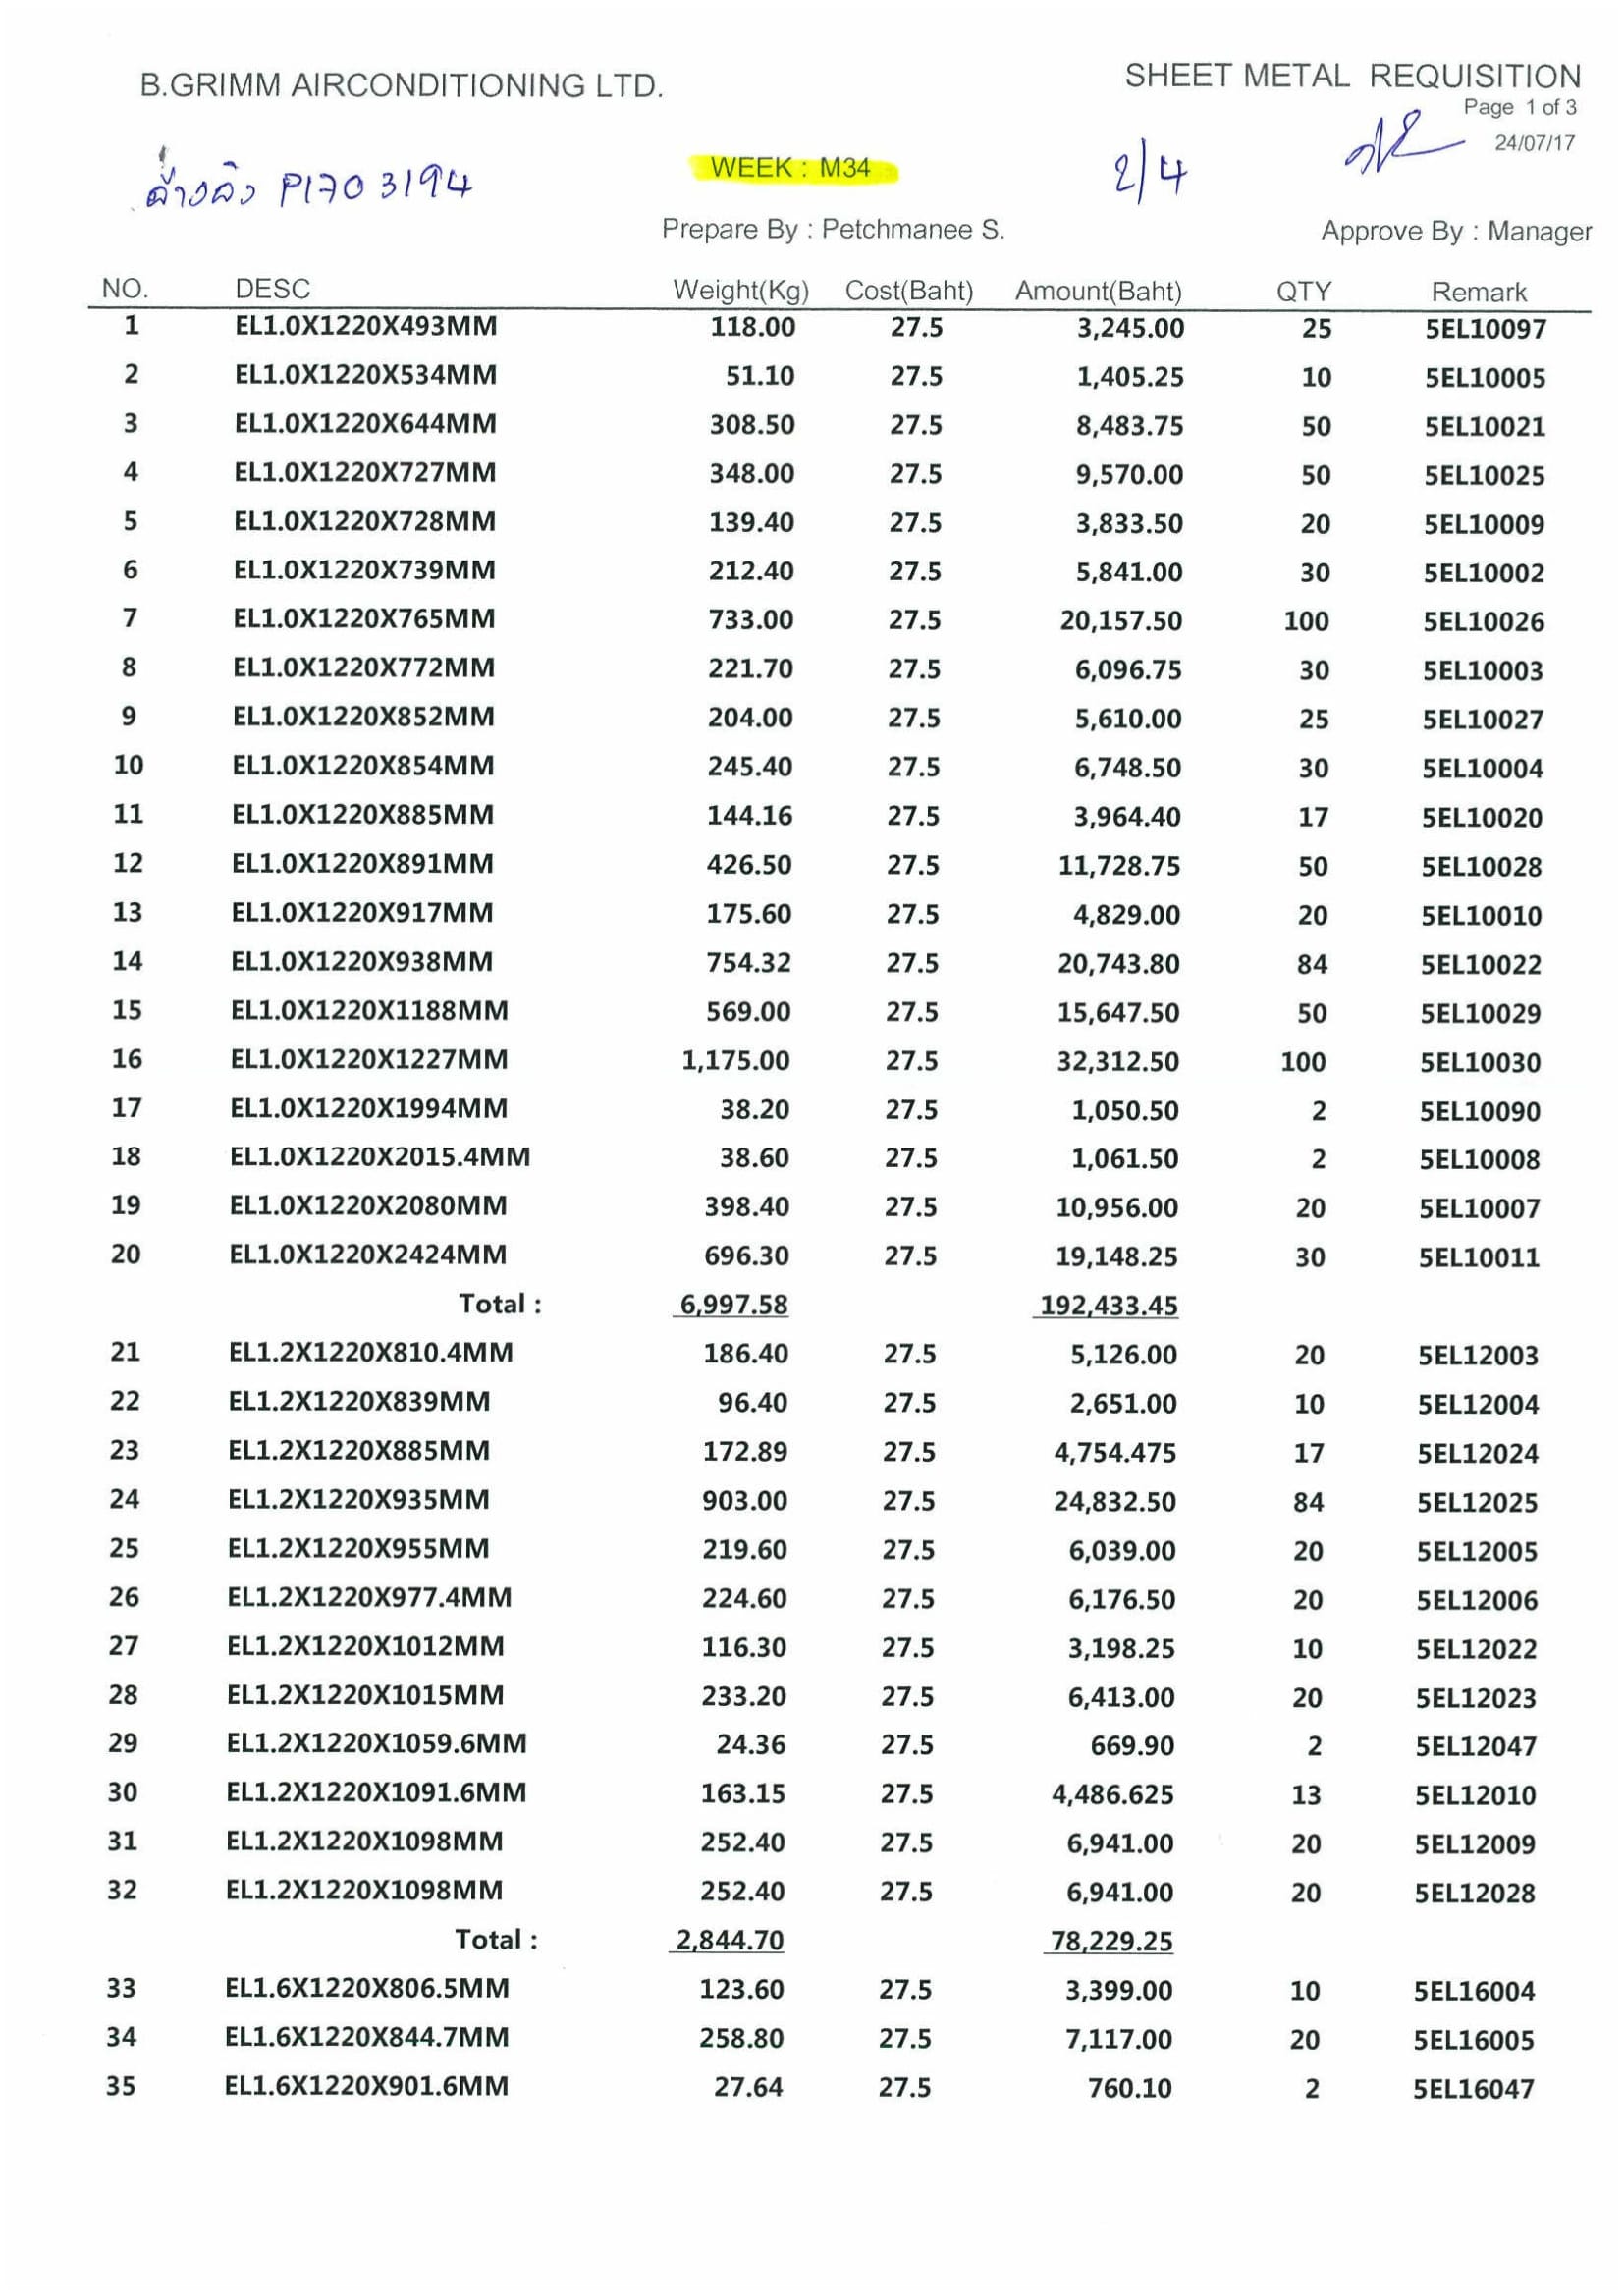 B.GRIMM AIRCONDITIONING LTD.
SHEET METAL REQUISITION
Page 1 of 3
24/07/17
WEEK : M34
2/4
อ้างอิง P1703194
Prepare By : Petchmanee S.
Approve By : Manager
NO. DESC Weight(Kg) Cost(Baht) Amount(Baht) QTY Remark
1 EL1.0X1220X493MM 118.00 27.5 3,245.00 25 5EL10097
2 EL1.0X1220X534MM 51.10 27.5 1,405.25 10 5EL10005
3 EL1.0X1220X644MM 308.50 27.5 8,483.75 50 5EL10021
4 EL1.0X1220X727MM 348.00 27.5 9,570.00 50 5EL10025
5 EL1.0X1220X728MM 139.40 27.5 3,833.50 20 5EL10009
6 EL1.0X1220X739MM 212.40 27.5 5,841.00 30 5EL10002
7 EL1.0X1220X765MM 733.00 27.5 20,157.50 100 5EL10026
8 EL1.0X1220X772MM 221.70 27.5 6,096.75 30 5EL10003
9 EL1.0X1220X852MM 204.00 27.5 5,610.00 25 5EL10027
10 EL1.0X1220X854MM 245.40 27.5 6,748.50 30 5EL10004
11 EL1.0X1220X885MM 144.16 27.5 3,964.40 17 5EL10020
12 EL1.0X1220X891MM 426.50 27.5 11,728.75 50 5EL10028
13 EL1.0X1220X917MM 175.60 27.5 4,829.00 20 5EL10010
14 EL1.0X1220X938MM 754.32 27.5 20,743.80 84 5EL10022
15 EL1.0X1220X1188MM 569.00 27.5 15,647.50 50 5EL10029
16 EL1.0X1220X1227MM 1,175.00 27.5 32,312.50 100 5EL10030
17 EL1.0X1220X1994MM 38.20 27.5 1,050.50 2 5EL10090
18 EL1.0X1220X2015.4MM 38.60 27.5 1,061.50 2 5EL10008
19 EL1.0X1220X2080MM 398.40 27.5 10,956.00 20 5EL10007
20 EL1.0X1220X2424MM 696.30 27.5 19,148.25 30 5EL10011
Total : 6,997.58 192,433.45
21 EL1.2X1220X810.4MM 186.40 27.5 5,126.00 20 5EL12003
22 EL1.2X1220X839MM 96.40 27.5 2,651.00 10 5EL12004
23 EL1.2X1220X885MM 172.89 27.5 4,754.475 17 5EL12024
24 EL1.2X1220X935MM 903.00 27.5 24,832.50 84 5EL12025
25 EL1.2X1220X955MM 219.60 27.5 6,039.00 20 5EL12005
26 EL1.2X1220X977.4MM 224.60 27.5 6,176.50 20 5EL12006
27 EL1.2X1220X1012MM 116.30 27.5 3,198.25 10 5EL12022
28 EL1.2X1220X1015MM 233.20 27.5 6,413.00 20 5EL12023
29 EL1.2X1220X1059.6MM 24.36 27.5 669.90 2 5EL12047
30 EL1.2X1220X1091.6MM 163.15 27.5 4,486.625 13 5EL12010
31 EL1.2X1220X1098MM 252.40 27.5 6,941.00 20 5EL12009
32 EL1.2X1220X1098MM 252.40 27.5 6,941.00 20 5EL12028
Total : 2,844.70 78,229.25
33 EL1.6X1220X806.5MM 123.60 27.5 3,399.00 10 5EL16004
34 EL1.6X1220X844.7MM 258.80 27.5 7,117.00 20 5EL16005
35 EL1.6X1220X901.6MM 27.64 27.5 760.10 2 5EL16047